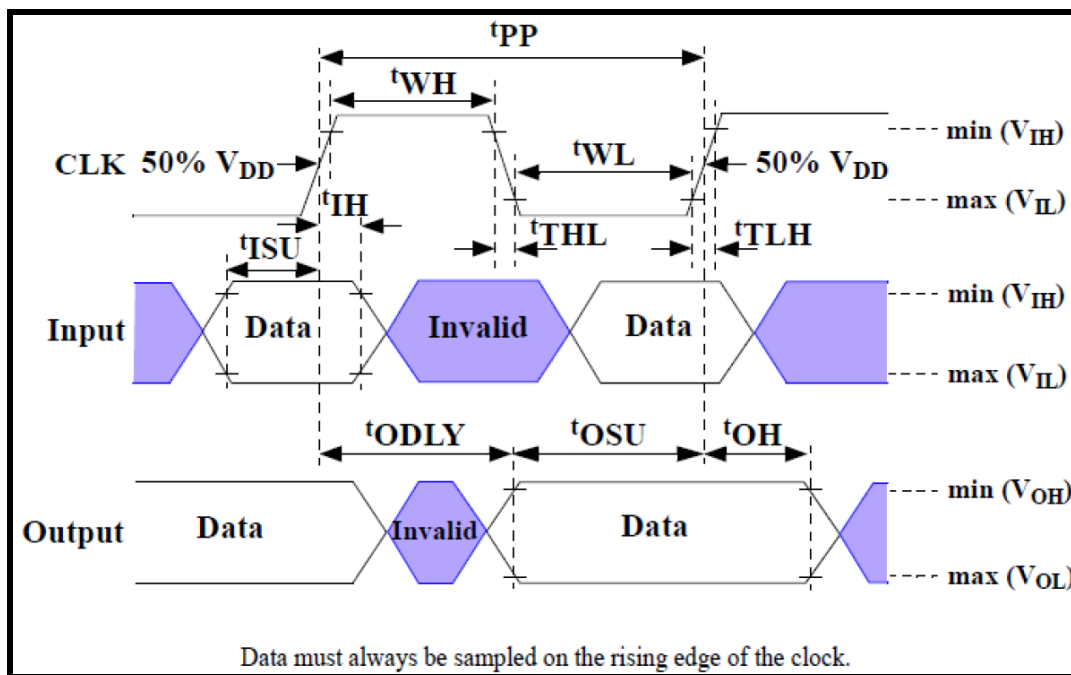 tPP
tWH
min (VIH)
CLK 50% VDD
tWL
50% VDD
max (VIL)
tIH
tTHL
tTLH
tISU
min (VIH)
Input
Data
Invalid
Data
max (VIL)
tODLY
tOSU
tOH
min (VOH)
Output
Data
Invalid
Data
max (VOL)
Data must always be sampled on the rising edge of the clock.